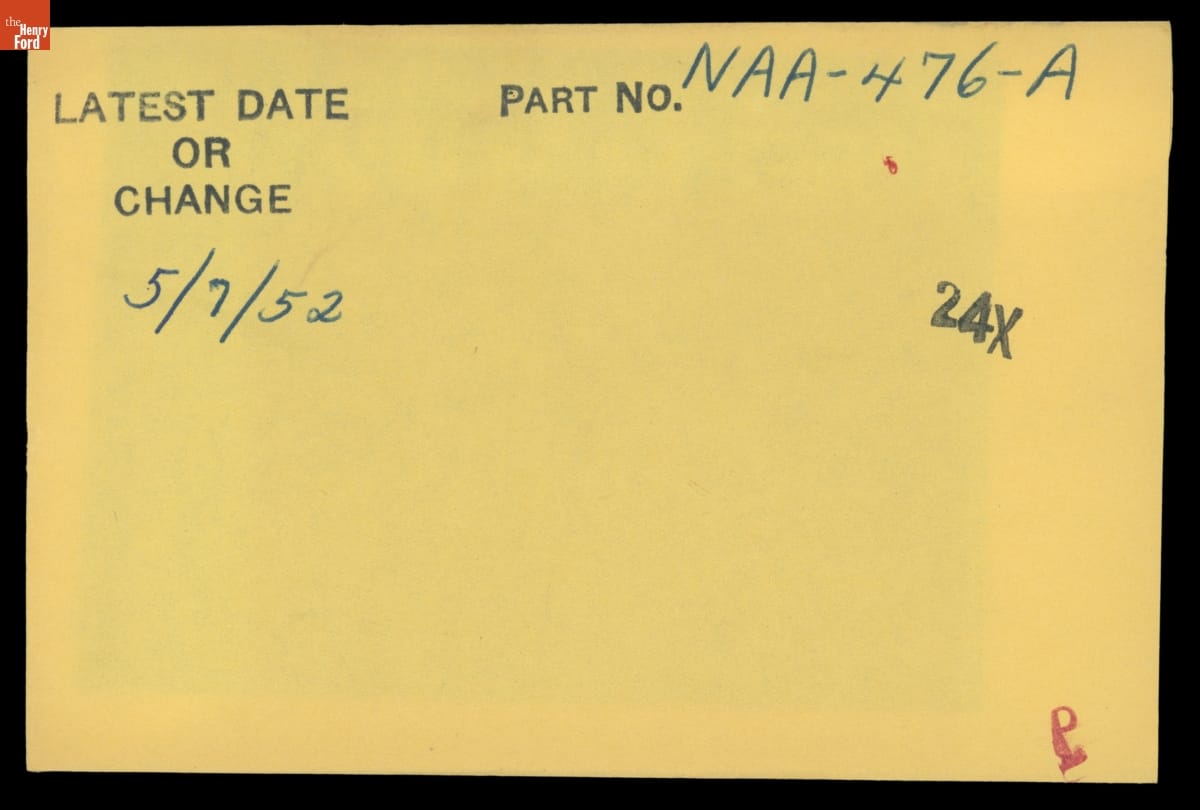 the
Henry
Ford
LATEST DATE
OR
CHANGE
PART NO. NAA-476-A
5/7/52
24X